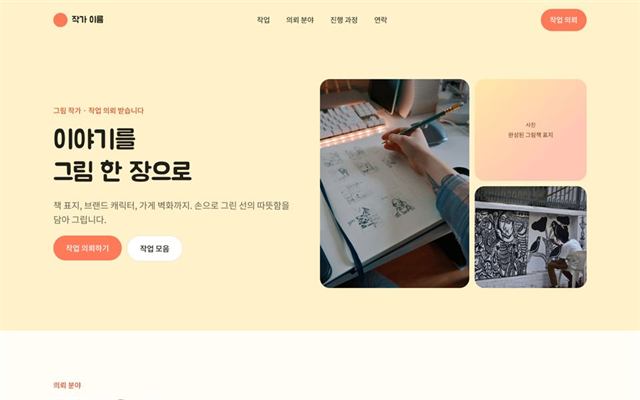 작가 이름
작업
의뢰 분야
진행 과정
연락
작업 의뢰
그림 작가 · 작업 의뢰 받습니다
이야기를
그림 한 장으로
책 표지, 브랜드 캐릭터, 가게 벽화까지. 손으로 그린 선의 따뜻함을
담아 그립니다.
작업 의뢰하기
작업 모음
사진
완성된 그림책 표지
의뢰 분야